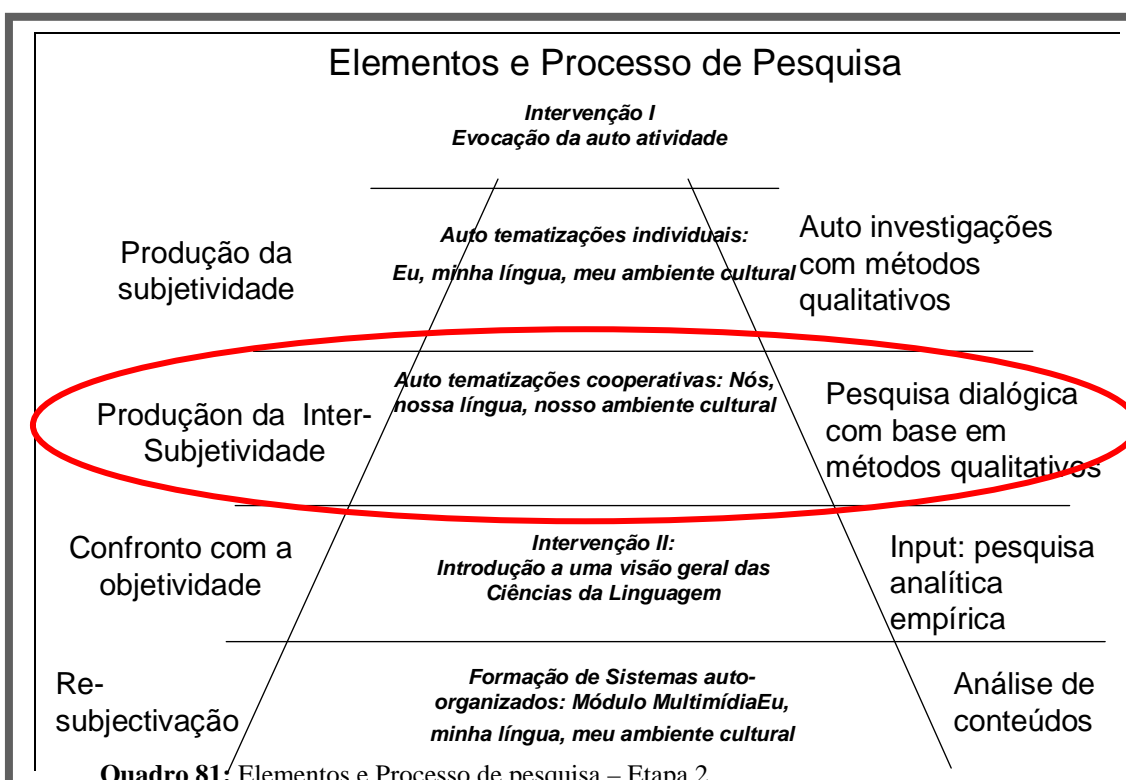 Elementos e Processo de Pesquisa
Intervenção I
Evocação da auto atividade
Produção da
subjetividade
Auto tematizações individuais:
Eu, minha língua, meu ambiente cultural
Auto investigações
com métodos
qualitativos
Produçãon da Inter-
Subjetividade
Auto tematizações cooperativas: Nós,
nossa língua, nosso ambiente cultural
Pesquisa dialógica
com base em
métodos qualitativos
Confronto com a
objetividade
Intervenção II:
Introdução a uma visão geral das
Ciências da Linguagem
Input: pesquisa
analítica
empírica
Re-
subjectivação
Formação de Sistemas auto-
organizados: Módulo MultimídiaEu,
minha língua, meu ambiente cultural
Análise de
conteúdos
Quadro 81: Elementos e Processo de pesquisa – Etapa 2